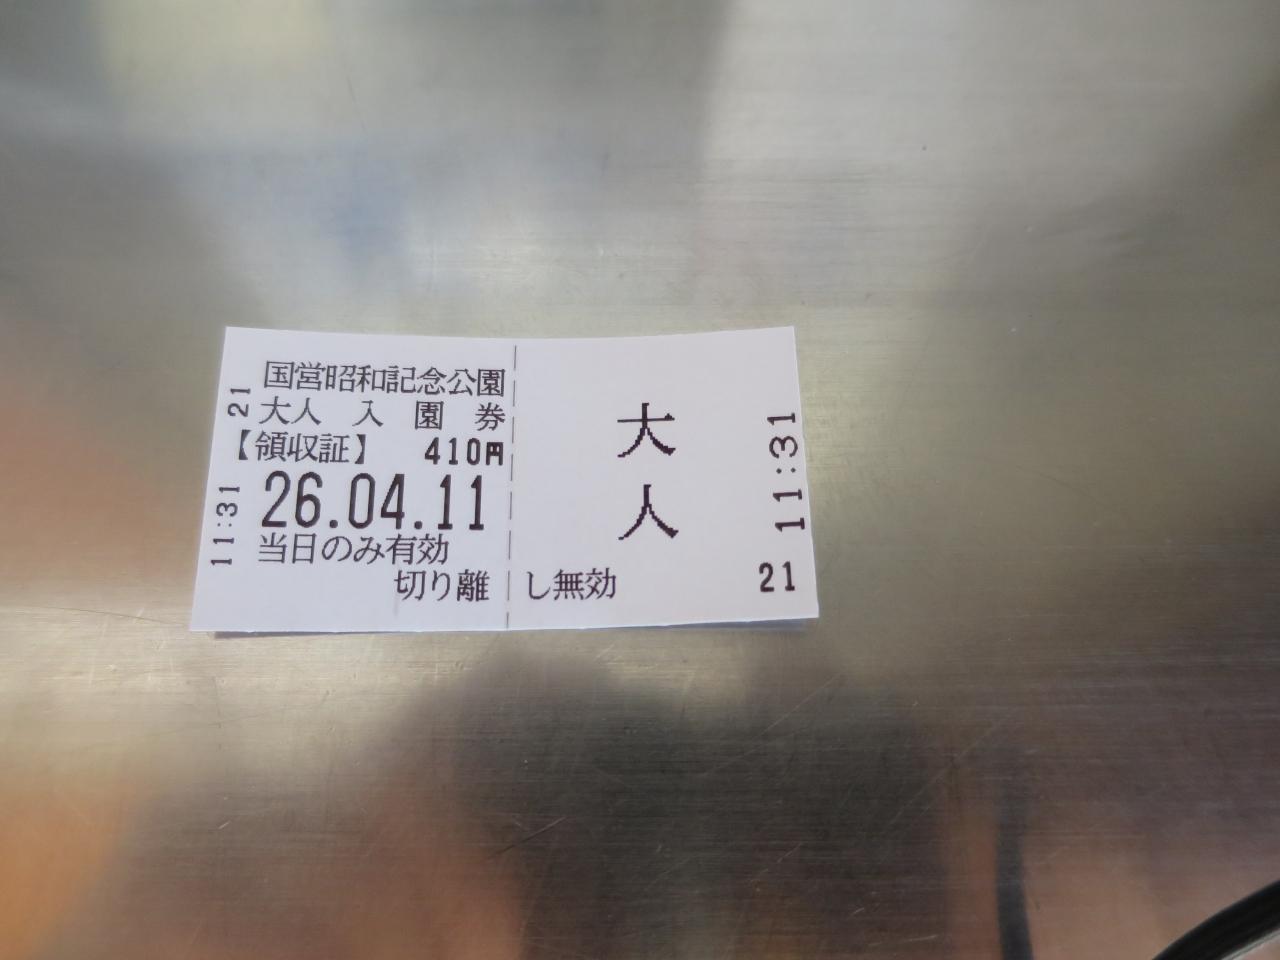 21
11:31
国営昭和記念公園
大人 入園券
【領収証】 410円
26.04.11
当日のみ有効
切り離し無効
大人
11:31
21